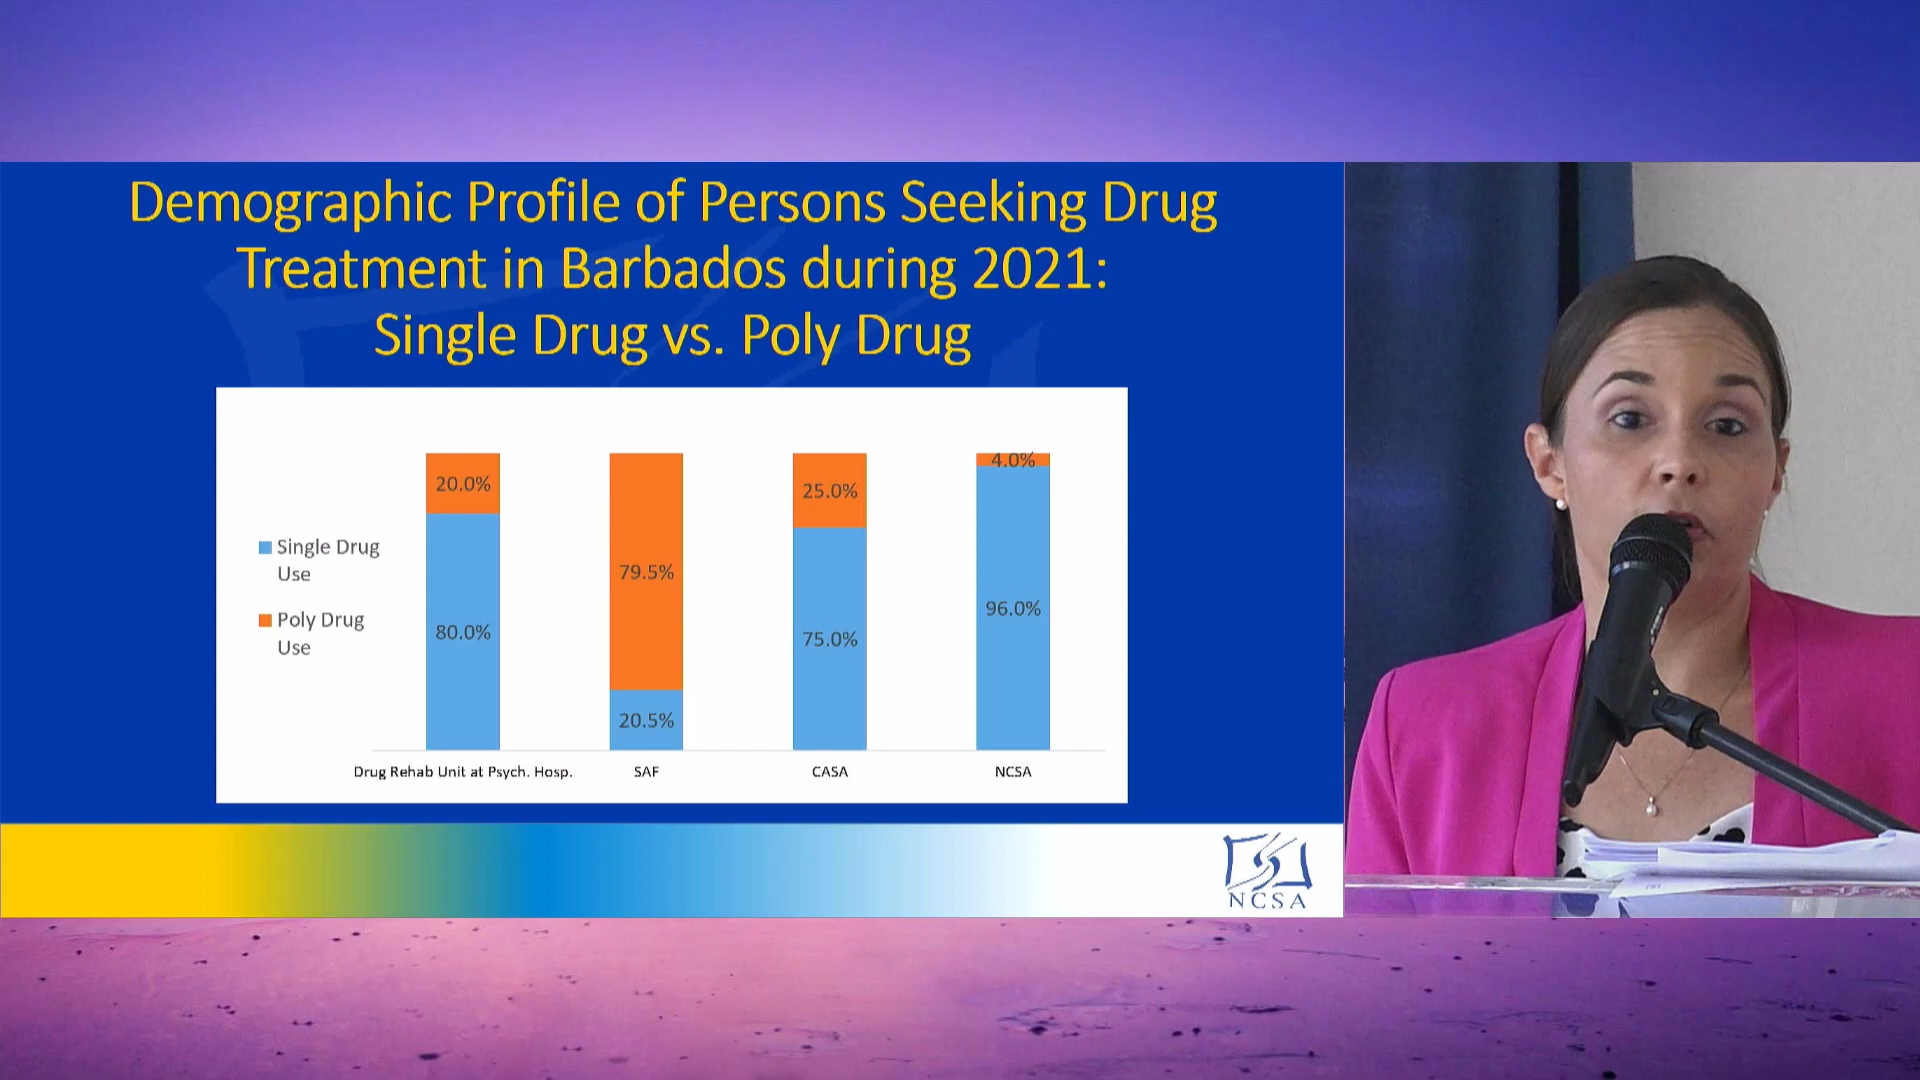 Demographic Profile of Persons Seeking Drug
Treatment in Barbados during 2021:
Single Drug vs. Poly Drug
Single Drug
Use
Poly Drug
Use
20.0%
80.0%
79.5%
20.5%
25.0%
75.0%
4.0%
96.0%
Drug Rehab Unit at Psych. Hosp.
SAF
CASA
NCSA
NCSA